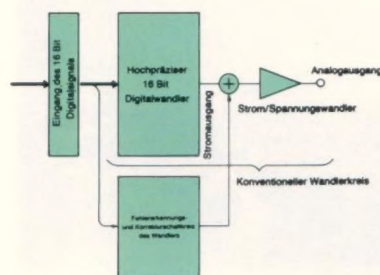 Eingang des 16 Bit
Digitalsignals
Hochpräziser
16 Bit
Digitalwandler
Stromausgang
+
Analogausgang
Strom/Spannungswandler
Konventioneller Wandlerkreis
Fehlererkennungs-
und Korrekturschaltkreis
des Wandlers